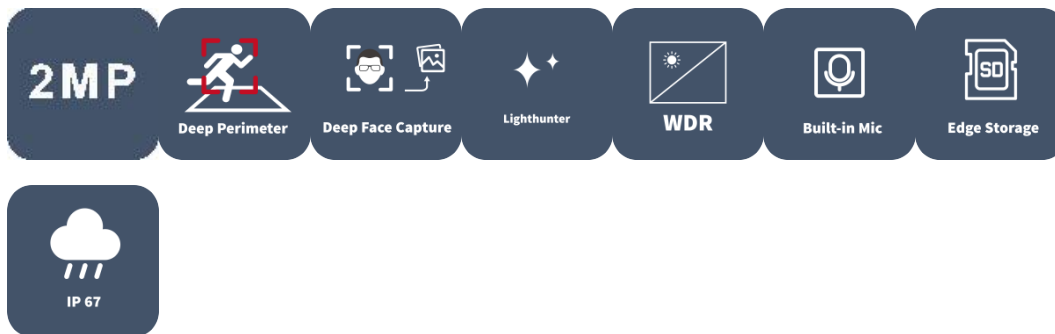 2MP
Deep Perimeter
Deep Face Capture
Lighthunter
WDR
Built-in Mic
SD
Edge Storage
IP 67